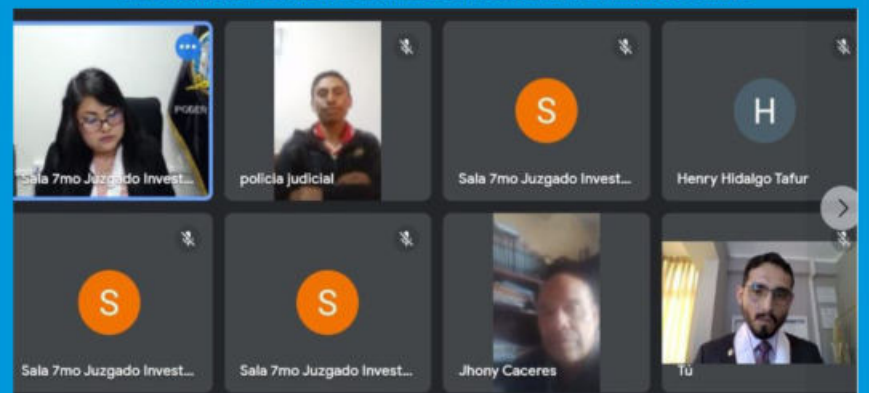 PODER
Sala 7mo Juzgado Invest...
policia judicial
S
Sala 7mo Juzgado Invest...
H
Henry Hidalgo Tafur
S
Sala 7mo Juzgado Invest...
S
Sala 7mo Juzgado Invest...
Jhony Caceres
Tú